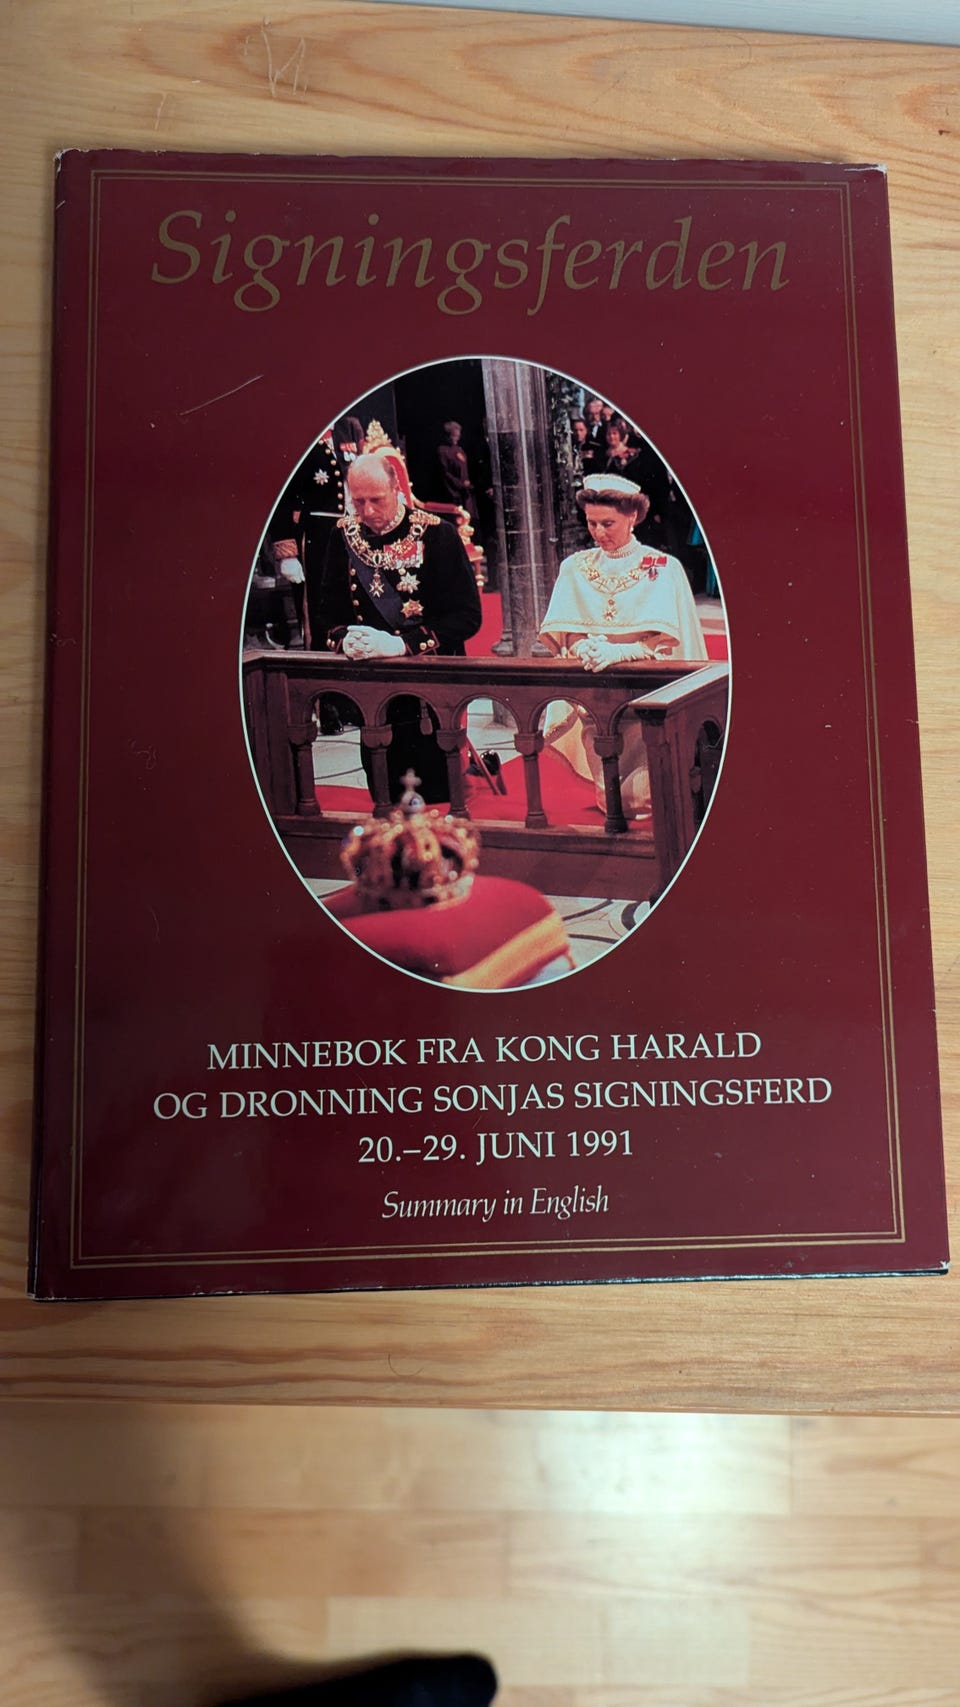 Signingsferden
MINNEBOK FRA KONG HARALD
OG DRONNING SONJAS SIGNINGSFERD
20.–29. JUNI 1991
Summary in English